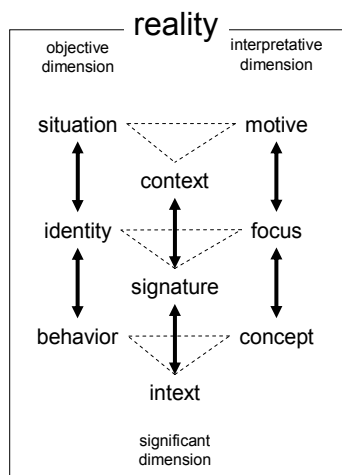 reality
objective
dimension
interpretative
dimension
situation
motive
context
identity
focus
signature
behavior
concept
intext
significant
dimension